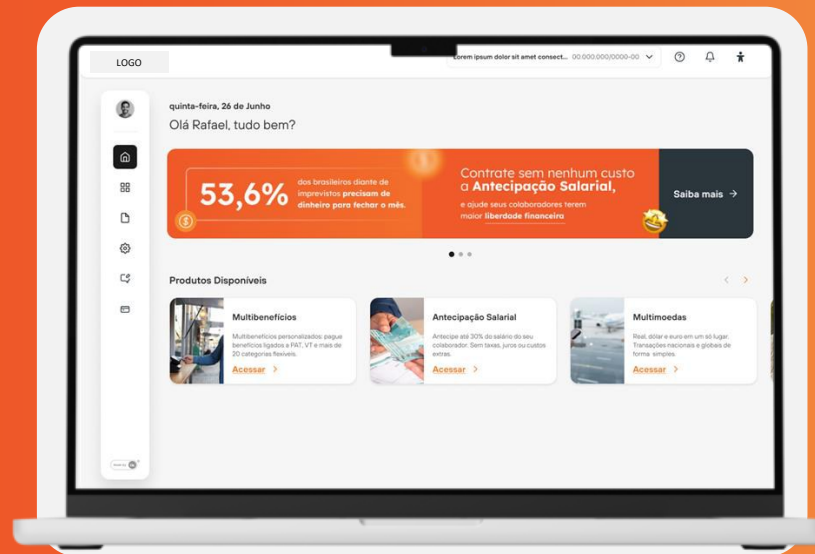 LOGO
Lorem ipsum dolor sit amet consect... 00.000.000/0000-00
quinta-feira, 26 de Junho
Olá Rafael, tudo bem?
53,6%
dos brasileiros diante de
imprevistos precisam de
dinheiro para fechar o mês.
Contrate sem nenhum custo
a Antecipação Salarial,
e ajude seus colaboradores terem
maior liberdade financeira
Saiba mais
Produtos Disponíveis
Multibenefícios
Multibenefícios personalizados: pague
benefícios ligados a PAT, VT e mais de
20 categorias flexíveis.
Acessar
Antecipação Salarial
Antecipe até 20% do salário do seu
colaborador. Sem taxas, juros ou custos
extras.
Acessar
Multimoedas
Real, dólar e euro em um só lugar.
Transações nacionais e globais de
forma simples.
Acessar